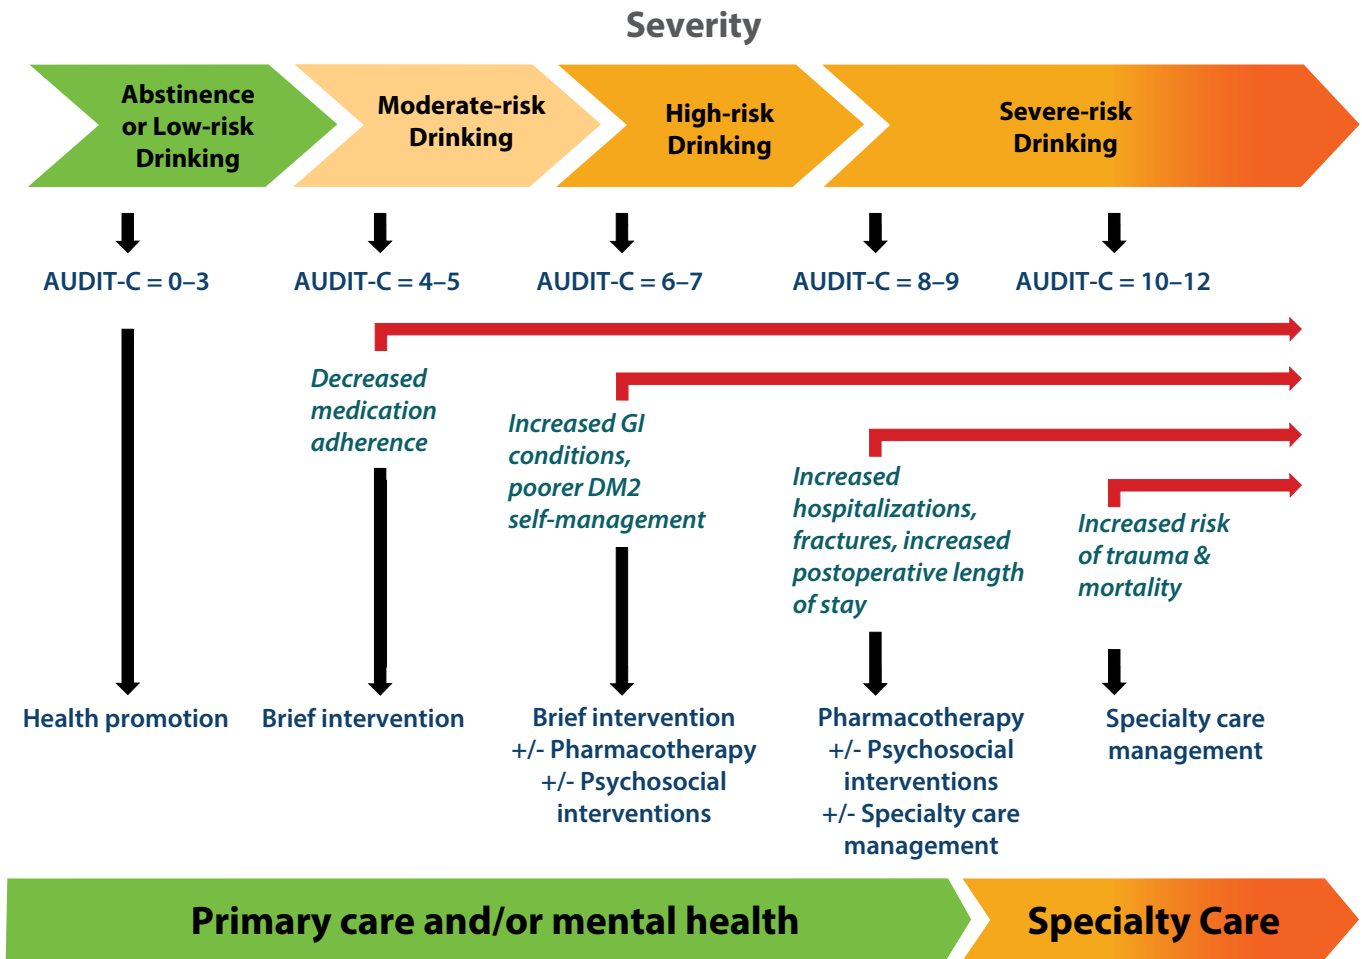 Severity
Abstinence
or Low-risk
Drinking
Moderate-risk
Drinking
High-risk
Drinking
Severe-risk
Drinking
AUDIT-C = 0–3
AUDIT-C = 4–5
AUDIT-C = 6–7
AUDIT-C = 8–9
AUDIT-C = 10–12
Decreased
medication
adherence
Increased GI
conditions,
poorer DM2
self-management
Increased
hospitalizations,
fractures, increased
postoperative length
of stay
Increased risk
of trauma &
mortality
Health promotion
Brief intervention
Brief intervention
+/- Pharmacotherapy
+/- Psychosocial
interventions
Pharmacotherapy
+/- Psychosocial
interventions
+/- Specialty care
management
Specialty care
management
Primary care and/or mental health
Specialty Care